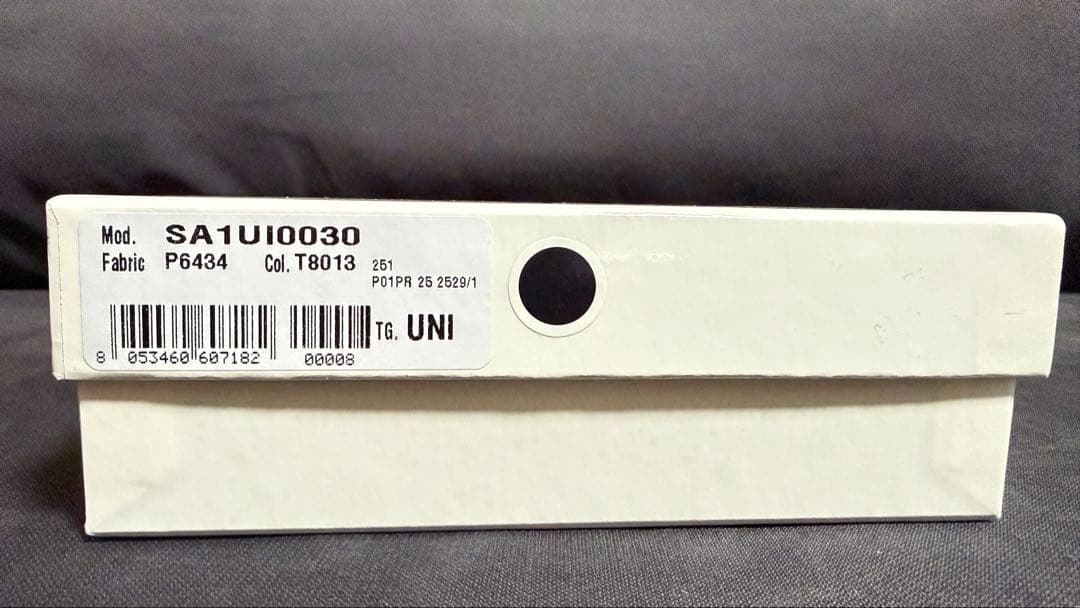 Mod. SA1UI0030
Fabric P6434 Col. T8013 251
P01PR 25 2529/1
TG. UNI
8 053460 607182 00008